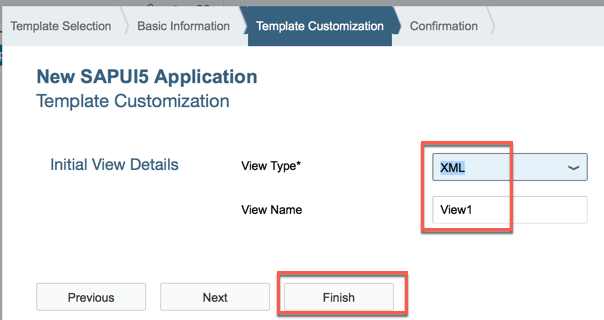 Template Selection Basic Information Template Customization Confirmation
New SAPUI5 Application
Template Customization
Initial View Details View Type* XML
View Name View1
Previous Next Finish